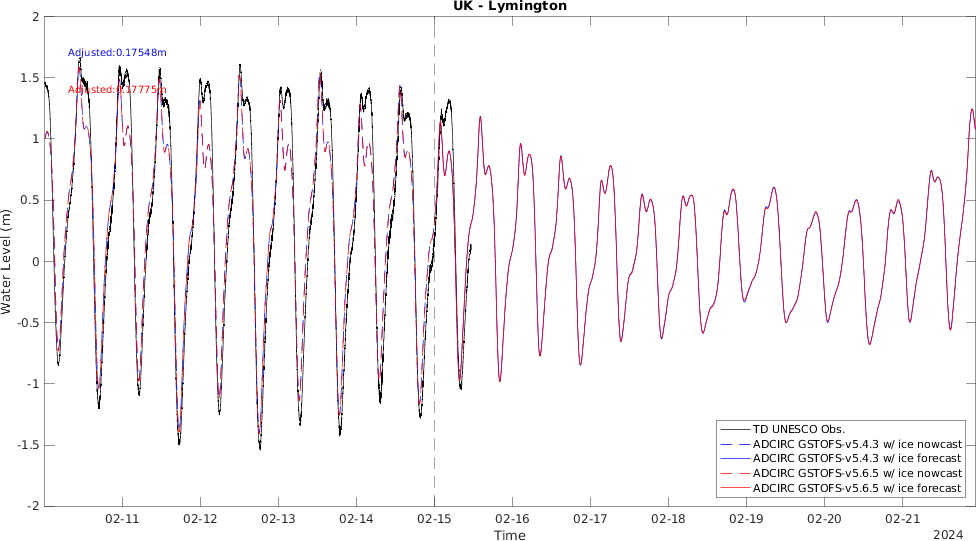 UK - Lymington
2
1.5
1
0.5
0
-0.5
-1
-1.5
-2
Water Level (m)
Adjusted:0.17548m
Adjusted:0.17775m
TD UNESCO Obs.
ADCIRC GSTOFS-v5.4.3 w/ ice nowcast
ADCIRC GSTOFS-v5.4.3 w/ ice forecast
ADCIRC GSTOFS-v5.6.5 w/ ice nowcast
ADCIRC GSTOFS-v5.6.5 w/ ice forecast
02-11 02-12 02-13 02-14 02-15 02-16 02-17 02-18 02-19 02-20 02-21
Time
2024